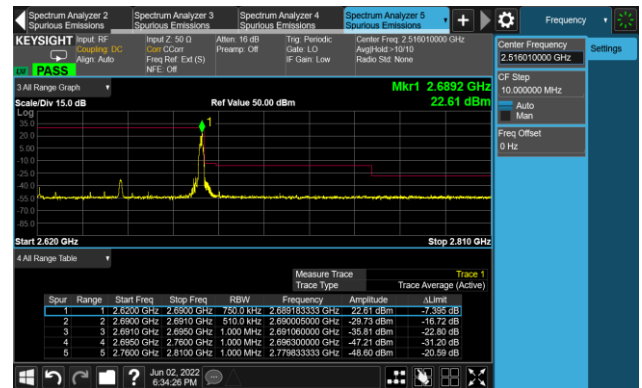 Spectrum Analyzer 2 Spectrum Analyzer 3 Spectrum Analyzer 4 Spectrum Analyzer 5
Spurious Emissions Spurious Emissions Spurious Emissions Spurious Emissions
Frequency
KEYSIGHT Input: RF Input Z: 50 Ω Atten: 16 dB Trig: Periodic Center Freq: 2.516010000 GHz
Coupling: DC Corr CCorr Preamp: Off Gate: LO Avg|Hold:>10/10
Align: Auto Freq Ref: Ext (S) IF Gain: Low Radio Std: None
NFE: Off
PASS
3 All Range Graph
Mkr1 2.6892 GHz
Scale/Div 15.0 dB Ref Value 50.00 dBm 22.61 dBm
Log
35.0
20.0
5.00
-10.0
-25.0
-40.0
-55.0
-70.0
-85.0
1
Start 2.620 GHz Stop 2.810 GHz
4 All Range Table
Measure Trace Trace 1
Trace Type Trace Average (Active)
Spur Range Start Freq Stop Freq RBW Frequency Amplitude ΔLimit
1 1 2.6200 GHz 2.6900 GHz 750.0 kHz 2.689183333 GHz 22.61 dBm -7.395 dB
2 2 2.6900 GHz 2.6910 GHz 510.0 kHz 2.690005000 GHz -29.73 dBm -16.72 dB
3 3 2.6910 GHz 2.6950 GHz 1.000 MHz 2.691060000 GHz -35.81 dBm -22.80 dB
4 4 2.6950 GHz 2.7600 GHz 1.000 MHz 2.696300000 GHz -47.21 dBm -31.20 dB
5 5 2.7600 GHz 2.8100 GHz 1.000 MHz 2.779833333 GHz -48.60 dBm -20.59 dB
Jun 02, 2022
6:34:26 PM
Center Frequency
2.516010000 GHz
Settings
CF Step
10.000000 MHz
Auto
Man
Freq Offset
0 Hz